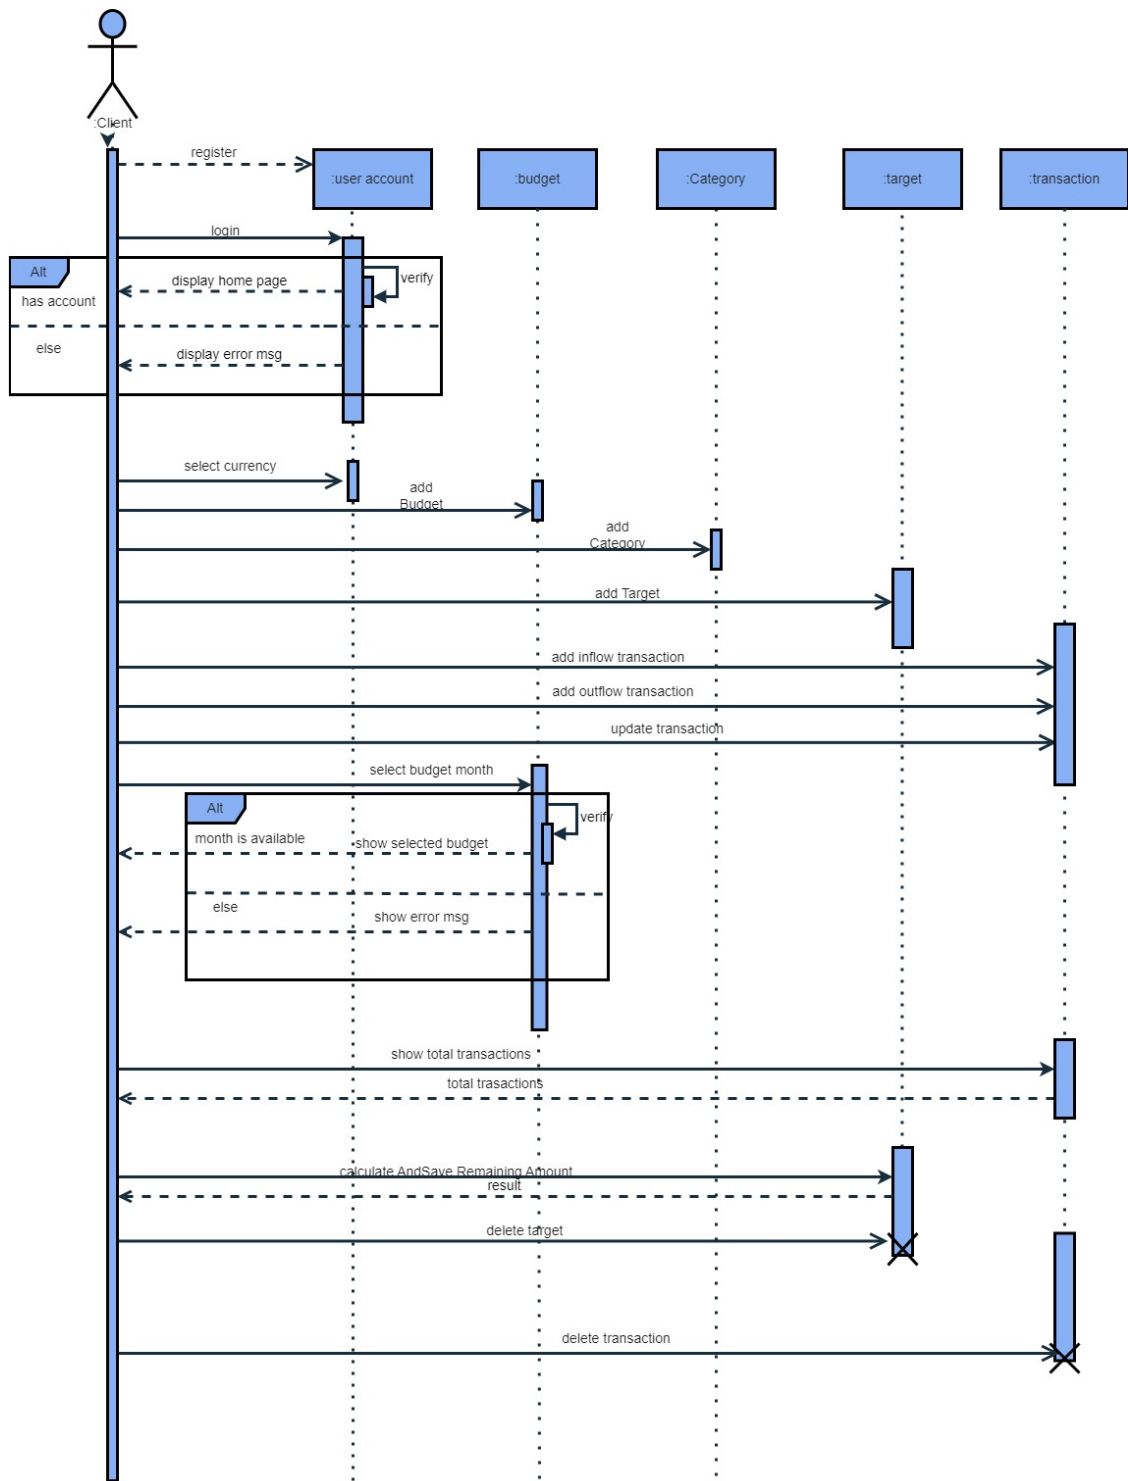 :Client
register
:user account
:budget
:Category
:target
:transaction
login
Alt
verify
display home page
has account
else
display error msg
select currency
add
Budget
add
Category
add Target
add inflow transaction
add outflow transaction
update transaction
select budget month
Alt
verify
month is available
show selected budget
else
show error msg
show total transactions
total trasactions
calculate AndSave Remaining Amount
result
delete target
delete transaction